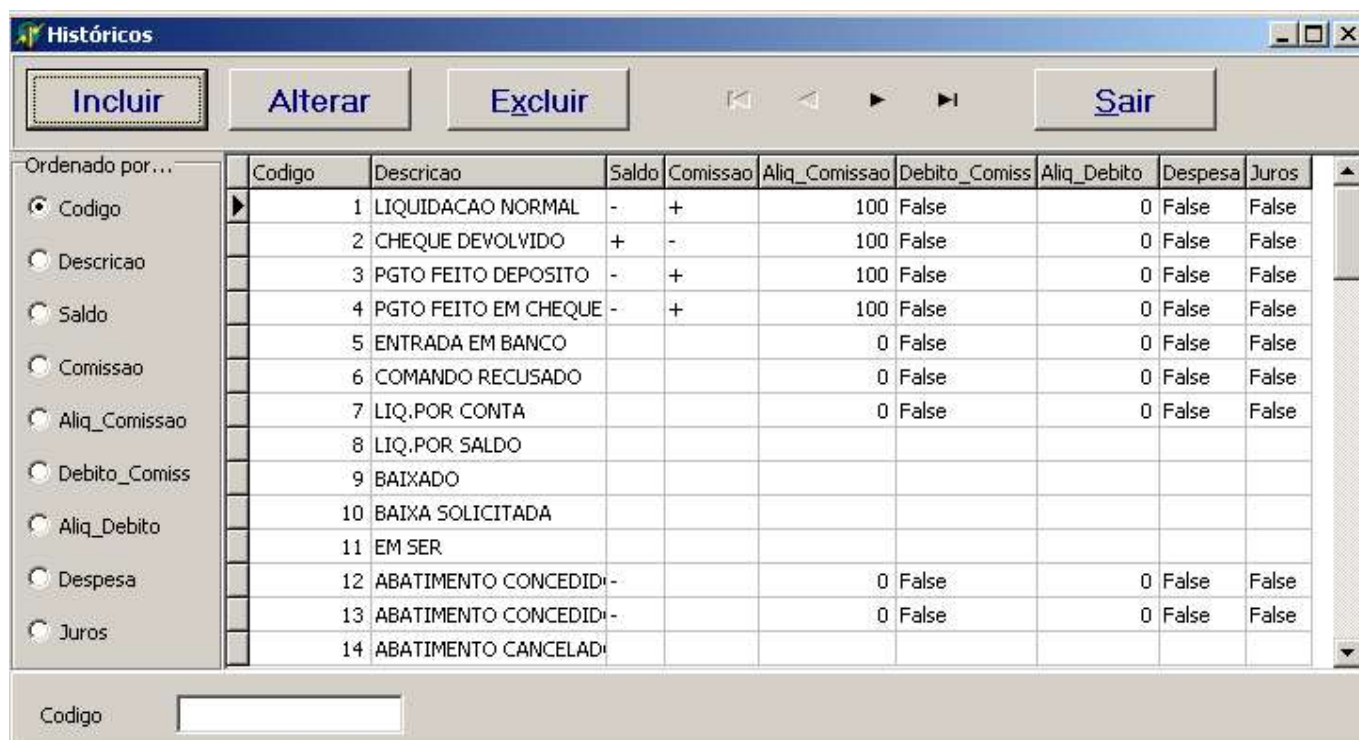 Históricos
Incluir Alterar Excluir Sair
Ordenado por...
Codigo
Descricao
Saldo
Comissao
Aliq_Comissao
Debito_Comiss
Aliq_Debito
Despesa
Juros
Codigo Descricao Saldo Comissao Aliq_Comissao Debito_Comiss Aliq_Debito Despesa Juros
1 LIQUIDACAO NORMAL - + 100 False 0 False False
2 CHEQUE DEVOLVIDO + - 100 False 0 False False
3 PGTO FEITO DEPOSITO - + 100 False 0 False False
4 PGTO FEITO EM CHEQUE - + 100 False 0 False False
5 ENTRADA EM BANCO 0 False 0 False False
6 COMANDO RECUSADO 0 False 0 False False
7 LIQ.POR CONTA 0 False 0 False False
8 LIQ.POR SALDO
9 BAIXADO
10 BAIXA SOLICITADA
11 EM SER
12 ABATIMENTO CONCEDID - 0 False 0 False False
13 ABATIMENTO CONCEDID - 0 False 0 False False
14 ABATIMENTO CANCELAD
Codigo